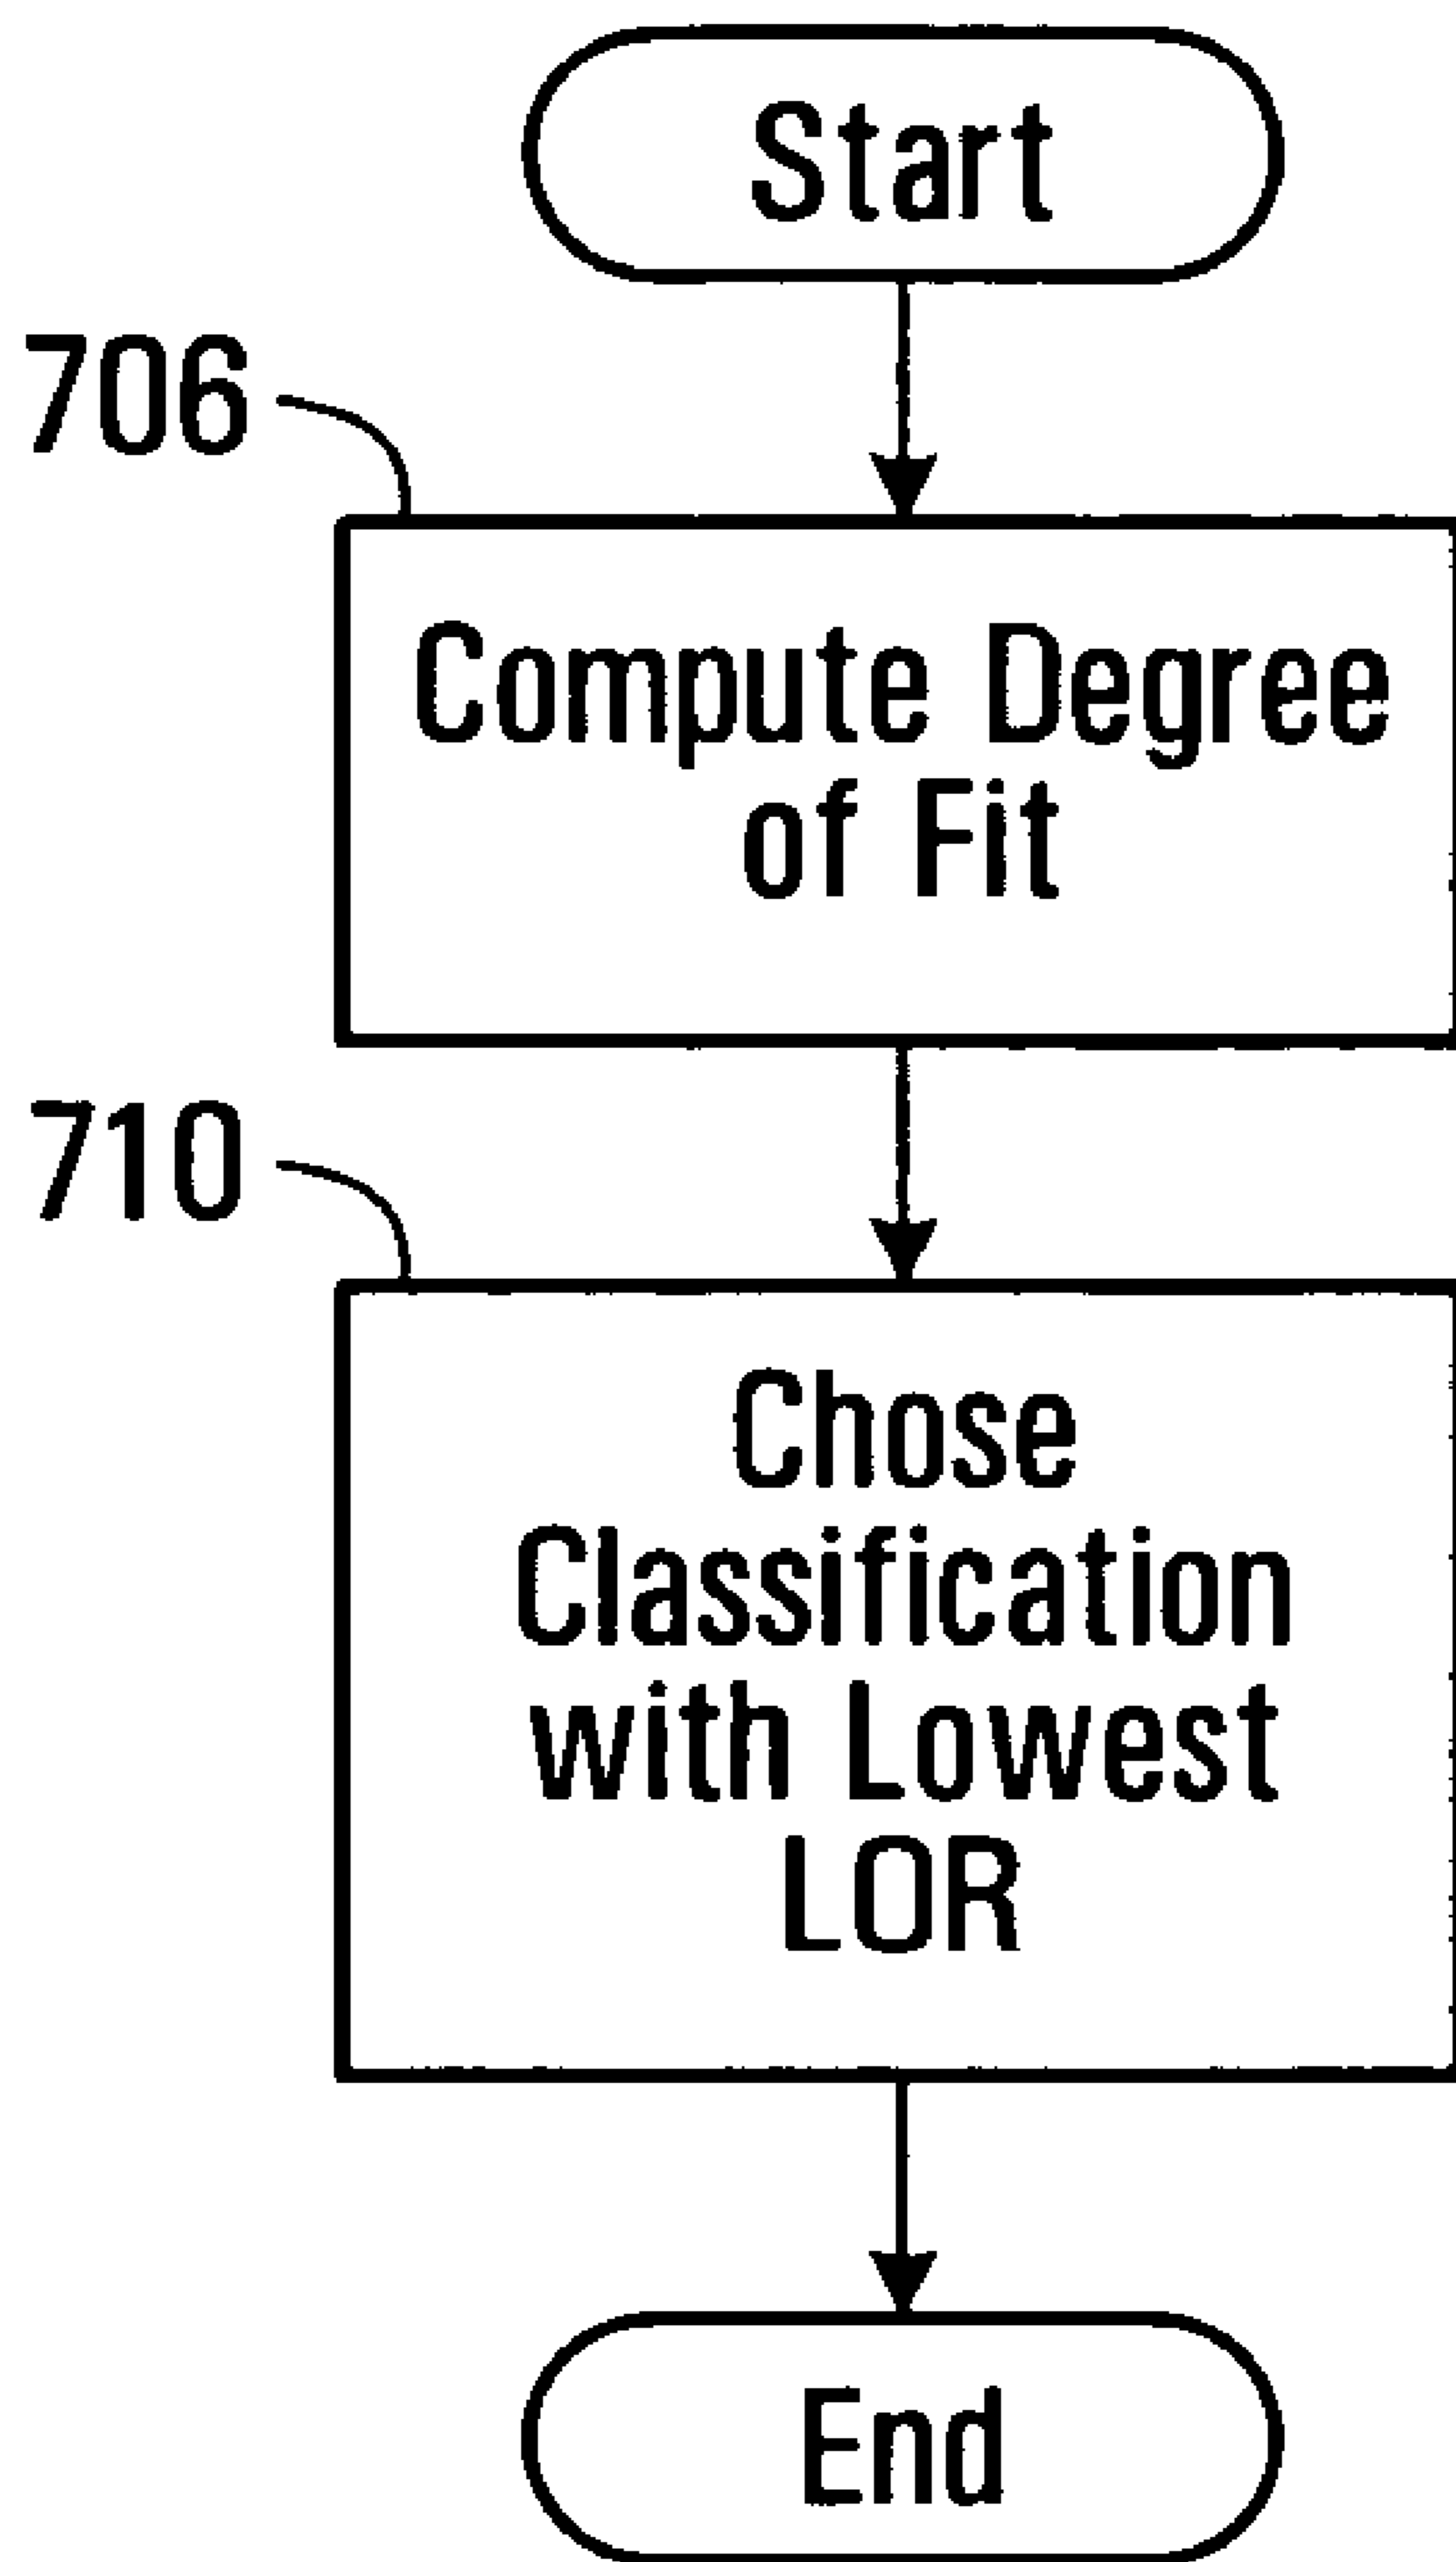 Start
706
Compute Degree
of Fit
710
Chose
Classification
with Lowest
LOR
End